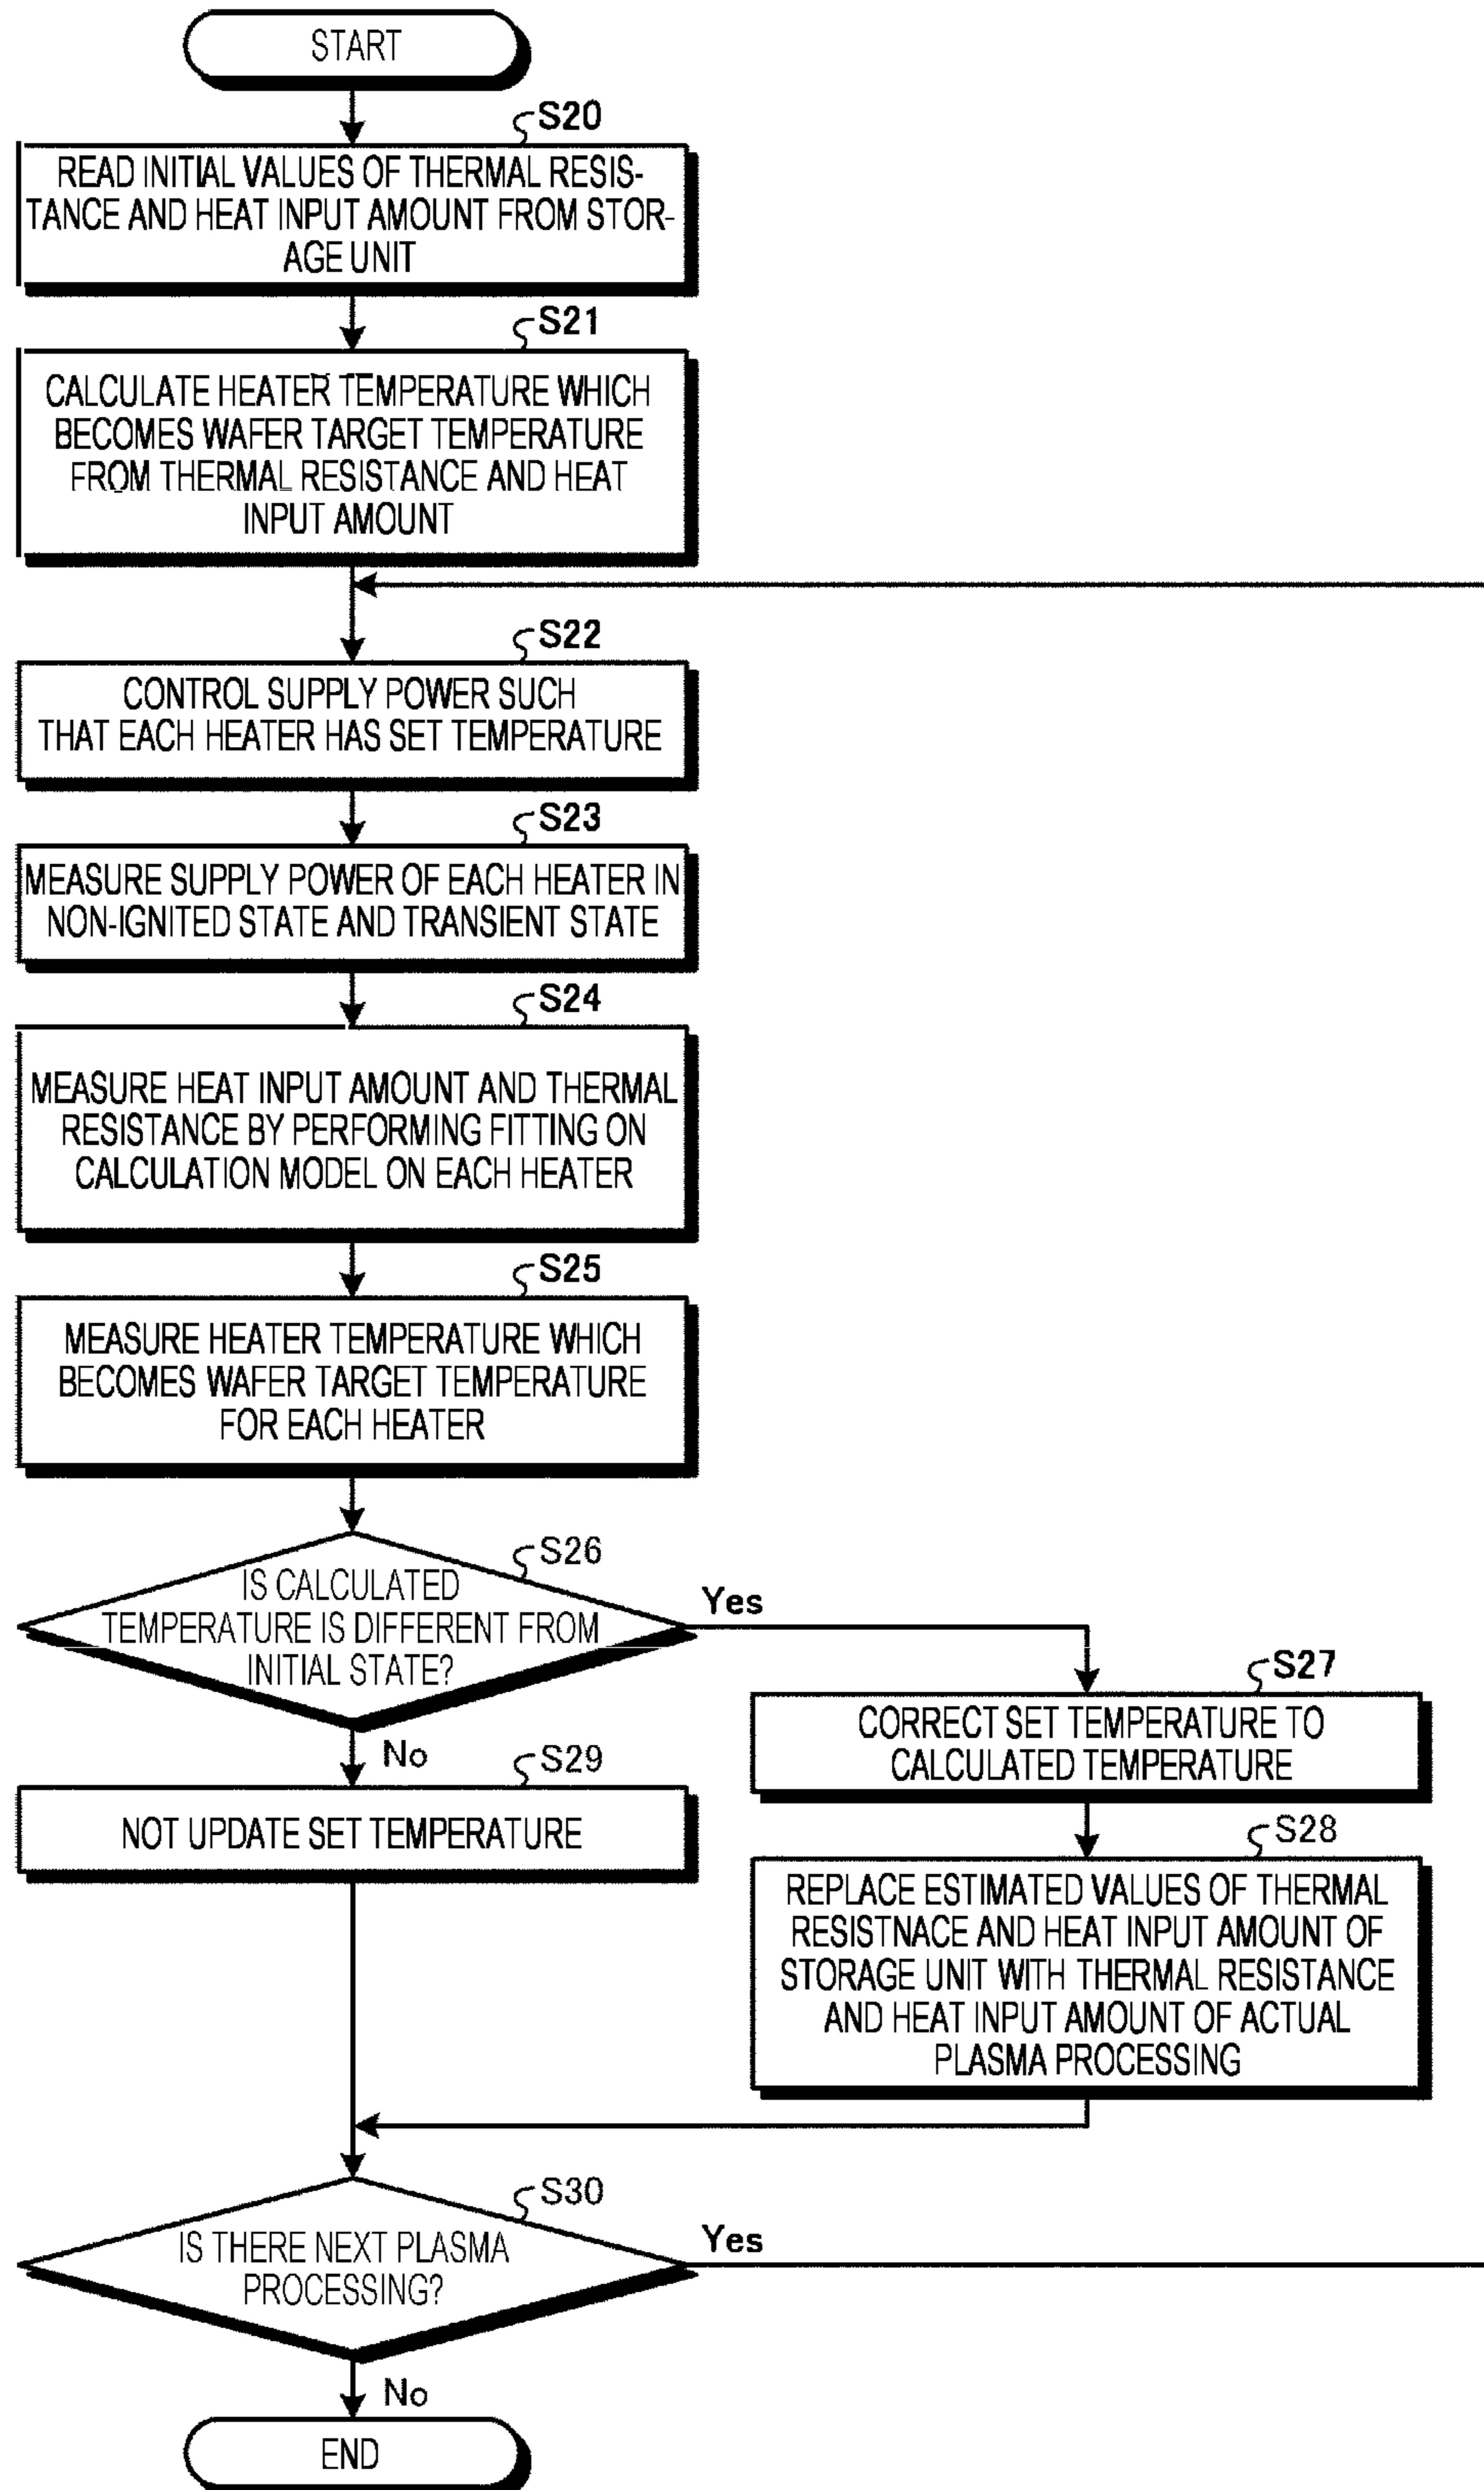 START
S20
READ INITIAL VALUES OF THERMAL RESIS-
TANCE AND HEAT INPUT AMOUNT FROM STOR-
AGE UNIT
S21
CALCULATE HEATER TEMPERATURE WHICH
BECOMES WAFER TARGET TEMPERATURE
FROM THERMAL RESISTANCE AND HEAT
INPUT AMOUNT
S22
CONTROL SUPPLY POWER SUCH
THAT EACH HEATER HAS SET TEMPERATURE
S23
MEASURE SUPPLY POWER OF EACH HEATER IN
NON-IGNITED STATE AND TRANSIENT STATE
S24
MEASURE HEAT INPUT AMOUNT AND THERMAL
RESISTANCE BY PERFORMING FITTING ON
CALCULATION MODEL ON EACH HEATER
S25
MEASURE HEATER TEMPERATURE WHICH
BECOMES WAFER TARGET TEMPERATURE
FOR EACH HEATER
S26
IS CALCULATED
TEMPERATURE IS DIFFERENT FROM
INITIAL STATE?
Yes
S27
CORRECT SET TEMPERATURE TO
CALCULATED TEMPERATURE
No
S29
NOT UPDATE SET TEMPERATURE
S28
REPLACE ESTIMATED VALUES OF THERMAL
RESISTNACE AND HEAT INPUT AMOUNT OF
STORAGE UNIT WITH THERMAL RESISTANCE
AND HEAT INPUT AMOUNT OF ACTUAL
PLASMA PROCESSING
S30
IS THERE NEXT PLASMA
PROCESSING?
Yes
No
END